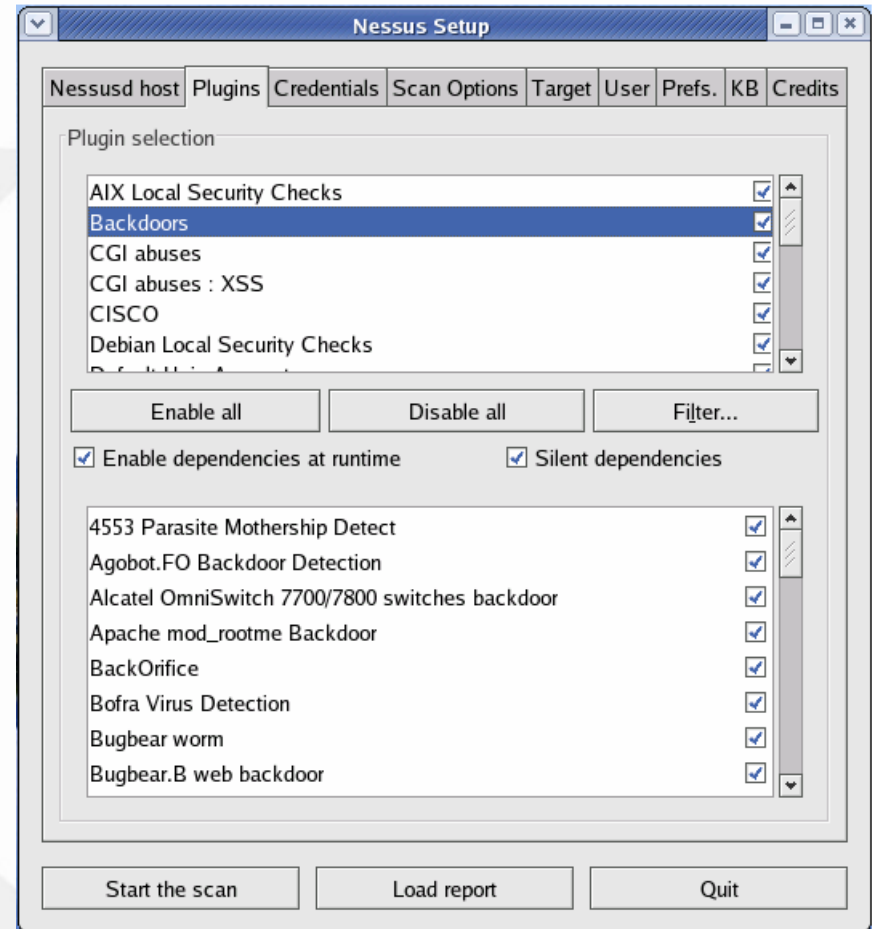 Nessus Setup
Nessusd host Plugins Credentials Scan Options Target User Prefs. KB Credits
Plugin selection
AIX Local Security Checks
Backdoors
CGI abuses
CGI abuses : XSS
CISCO
Debian Local Security Checks
Enable all Disable all Filter...
Enable dependencies at runtime Silent dependencies
4553 Parasite Mothership Detect
Agobot.FO Backdoor Detection
Alcatel OmniSwitch 7700/7800 switches backdoor
Apache mod_rootme Backdoor
BackOrifice
Bofra Virus Detection
Bugbear worm
Bugbear.B web backdoor
Start the scan Load report Quit